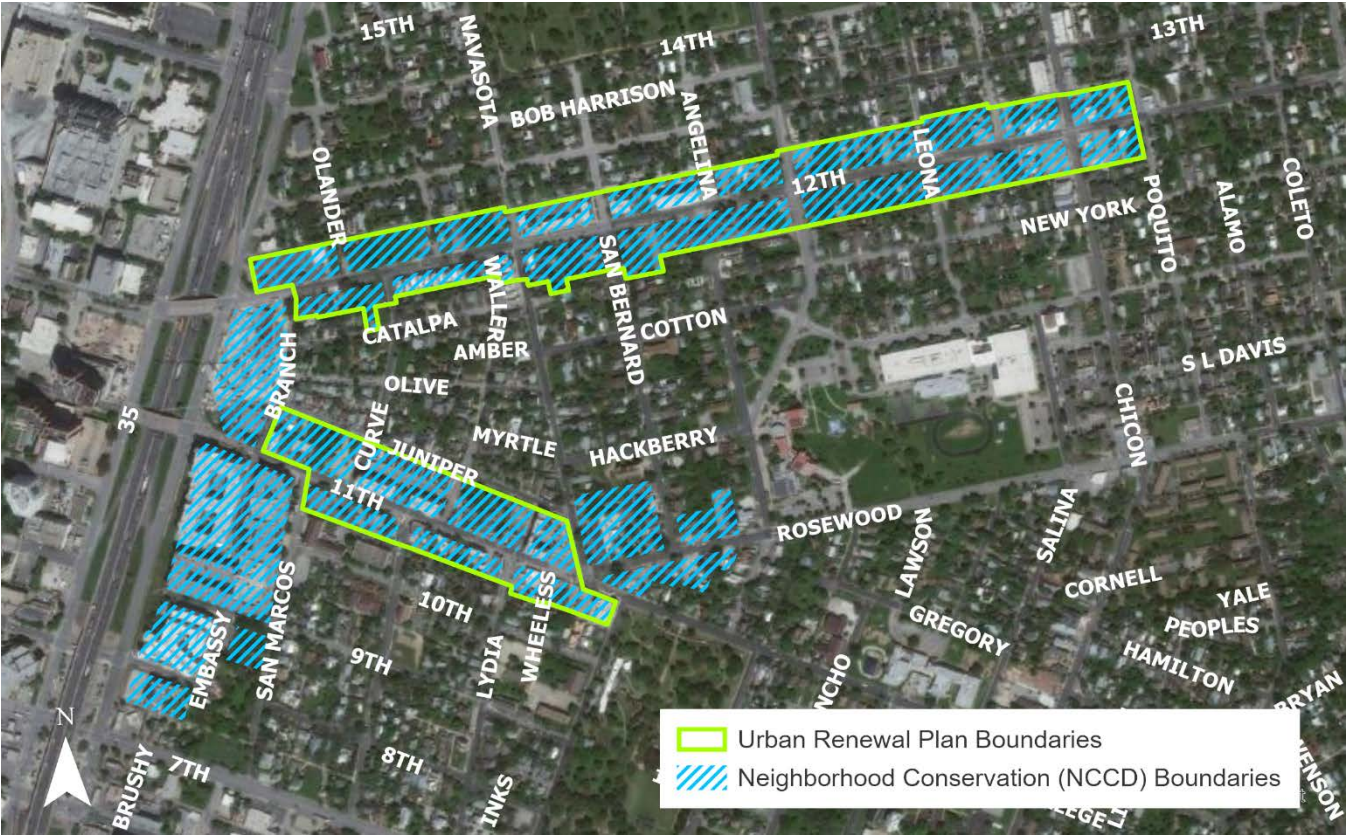 15TH
NAVASOTA
14TH
13TH
BOB HARRISON
ANGELINA
OLANDER
LEONA
12TH
COLETO
POQUITO
ALAMO
NEW YORK
WALLER
SAN BERNARD
CATALPA
COTTON
AMBER
S L DAVIS
BRANCH
OLIVE
35
CURVE
CHICON
MYRTLE
HACKBERRY
JUNIPER
11TH
ROSEWOOD
LAWSON
SALINA
SAN MARCOS
10TH
WHEELESS
CORNELL
YALE
EMBASSY
GREGORY
PEOPLES
LYDIA
9TH
HAMILTON
NCHO
BRYAN
N
7TH
8TH
BRUSHY
INKS
Urban Renewal Plan Boundaries
Neighborhood Conservation (NCCD) Boundaries